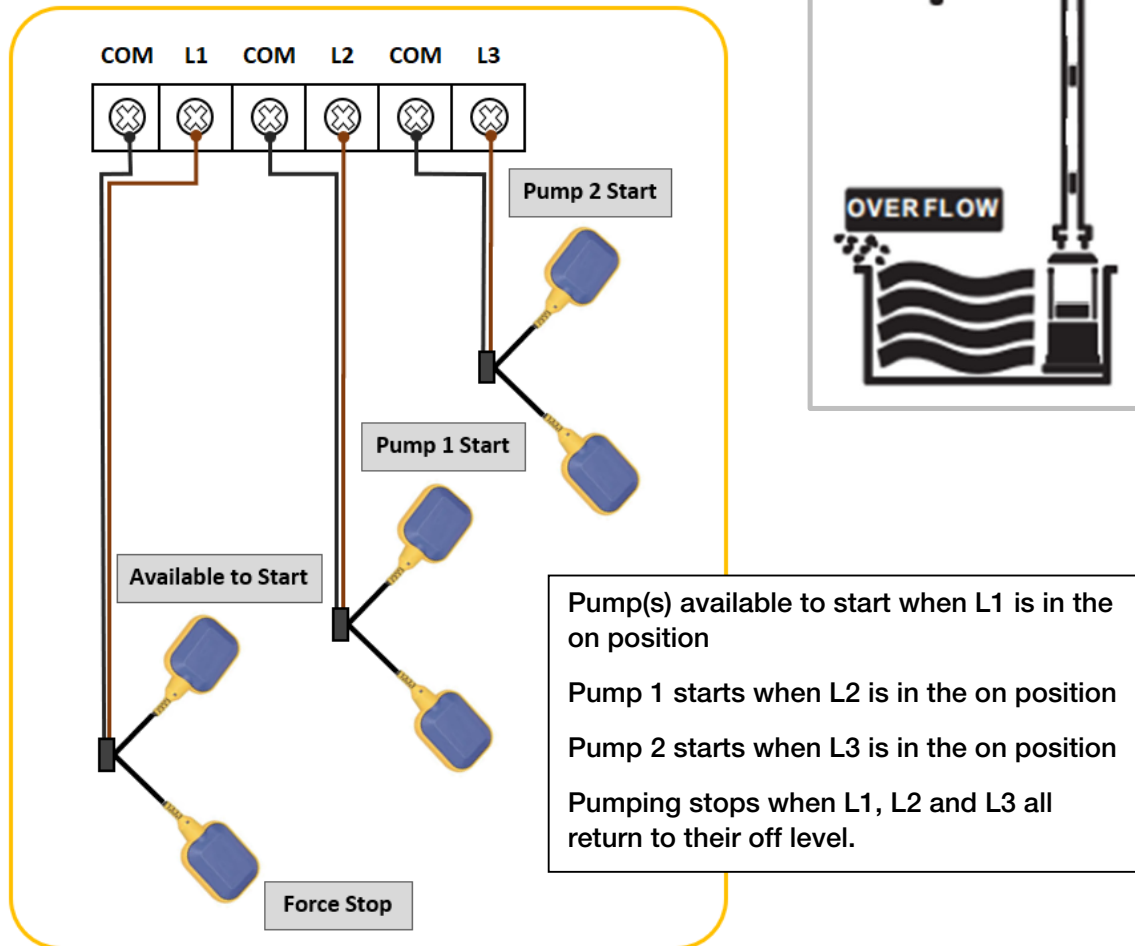 COM L1 COM L2 COM L3
Pump 2 Start
OVERFLOW
Pump 1 Start
Available to Start
Force Stop
Pump(s) available to start when L1 is in the
on position
Pump 1 starts when L2 is in the on position
Pump 2 starts when L3 is in the on position
Pumping stops when L1, L2 and L3 all
return to their off level.